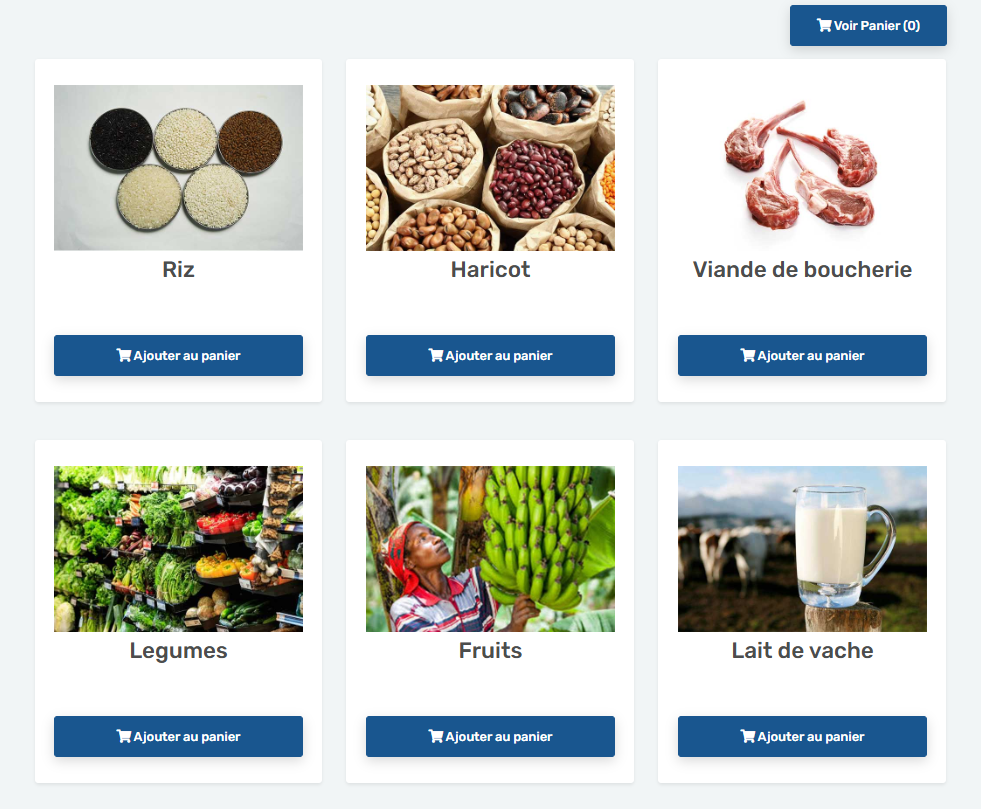 Voir Panier (0)
Riz
Haricot
Viande de boucherie
Ajouter au panier
Ajouter au panier
Ajouter au panier
Legumes
Fruits
Lait de vache
Ajouter au panier
Ajouter au panier
Ajouter au panier